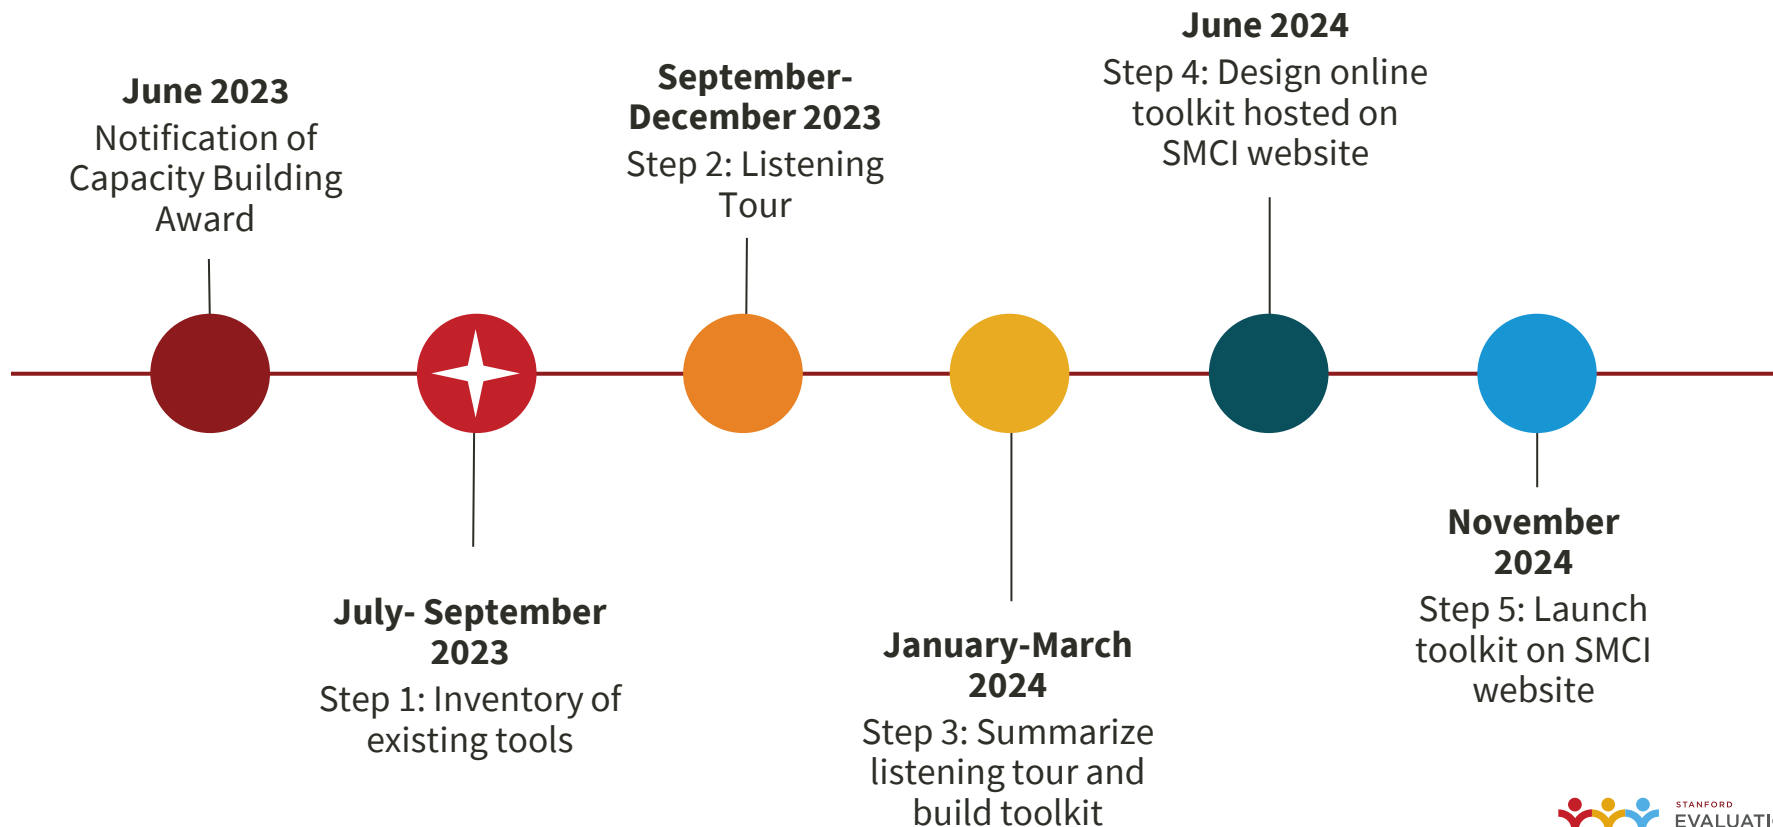 June 2023
Notification of
Capacity Building
Award
July- September
2023
Step 1: Inventory of
existing tools
September-
December 2023
Step 2: Listening
Tour
January-March
2024
Step 3: Summarize
listening tour and
build toolkit
June 2024
Step 4: Design online
toolkit hosted on
SMCI website
November
2024
Step 5: Launch
toolkit on SMCI
website
STANFORD